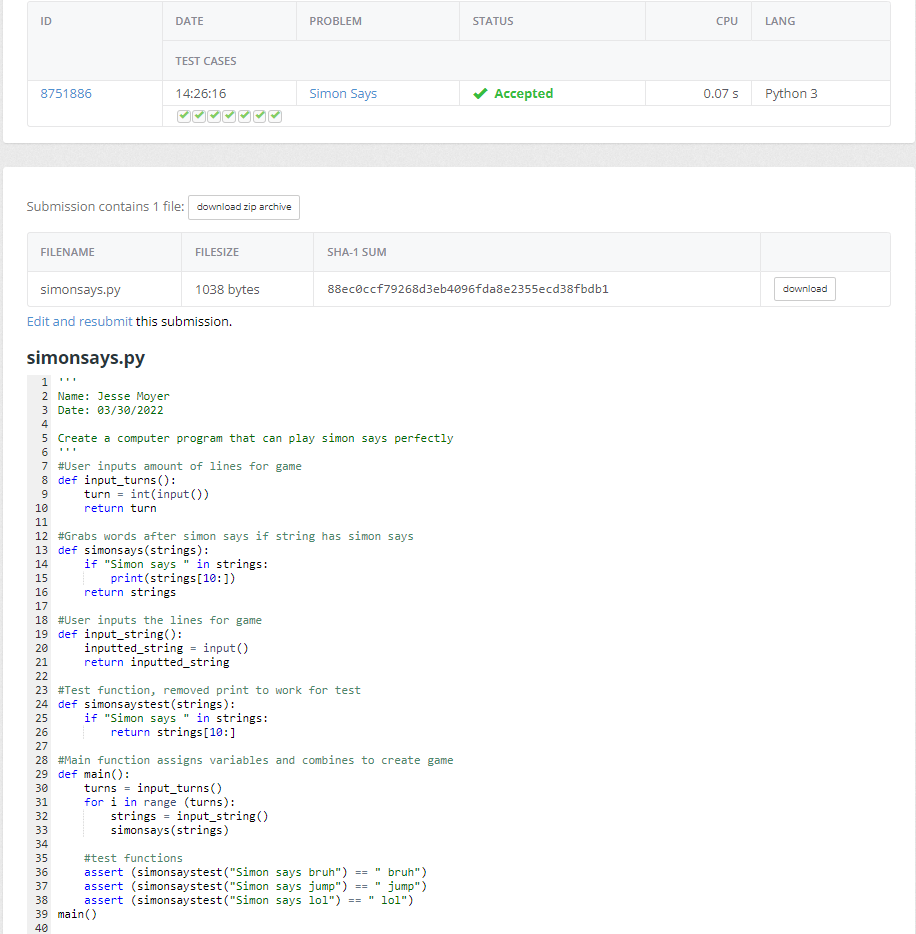 ID DATE PROBLEM STATUS CPU LANG
TEST CASES
8751886 14:26:16 Simon Says Accepted 0.07 s Python 3
Submission contains 1 file: download zip archive
FILENAME FILESIZE SHA-1 SUM
simonsays.py 1038 bytes 88ec0ccf79268d3eb4096fda8e2355ecd38fbdb1 download
Edit and resubmit this submission.
simonsays.py
1 '''
2 Name: Jesse Moyer
3 Date: 03/30/2022
4
5 Create a computer program that can play simon says perfectly
6 '''
7 #User inputs amount of lines for game
8 def input_turns():
9     turn = int(input())
10     return turn
11
12 #Grabs words after simon says if string has simon says
13 def simonsays(strings):
14     if "Simon says " in strings:
15         print(strings[10:])
16     return strings
17
18 #User inputs the lines for game
19 def input_string():
20     inputted_string = input()
21     return inputted_string
22
23 #Test function, removed print to work for test
24 def simonsaystest(strings):
25     if "Simon says " in strings:
26         return strings[10:]
27
28 #Main function assigns variables and combines to create game
29 def main():
30     turns = input_turns()
31     for i in range (turns):
32         strings = input_string()
33         simonsays(strings)
34
35     #test functions
36     assert (simonsaystest("Simon says bruh") == " bruh")
37     assert (simonsaystest("Simon says jump") == " jump")
38     assert (simonsaystest("Simon says lol") == " lol")
39 main()
40